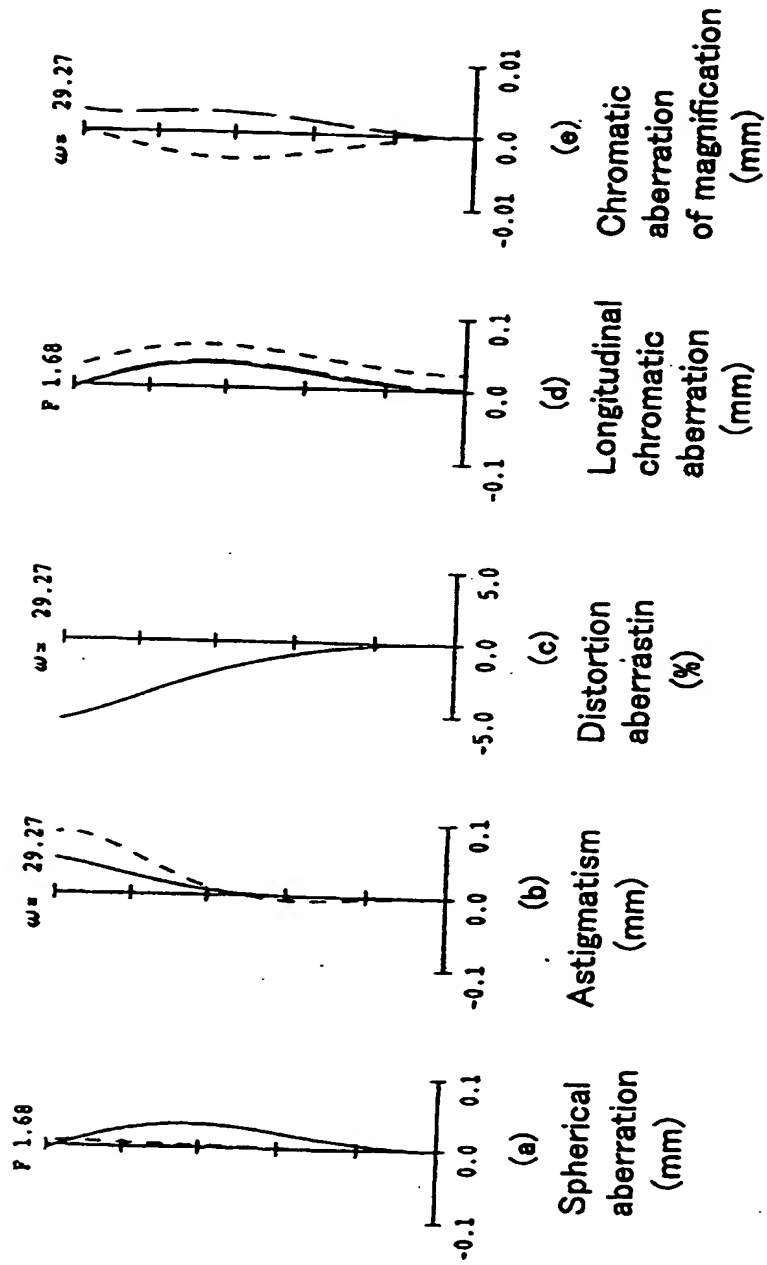 F 1.68
-0.1 0.0 0.1
(a)
Spherical
aberration
(mm)
ω= 29.27
-0.1 0.0 0.1
(b)
Astigmatism
(mm)
ω= 29.27
-5.0 0.0 5.0
(c)
Distortion
aberrastin
(%)
F 1.68
-0.1 0.0 0.1
(d)
Longitudinal
chromatic
aberration
(mm)
ω= 29.27
-0.01 0.0 0.01
(e)
Chromatic
aberration
of magnification
(mm)